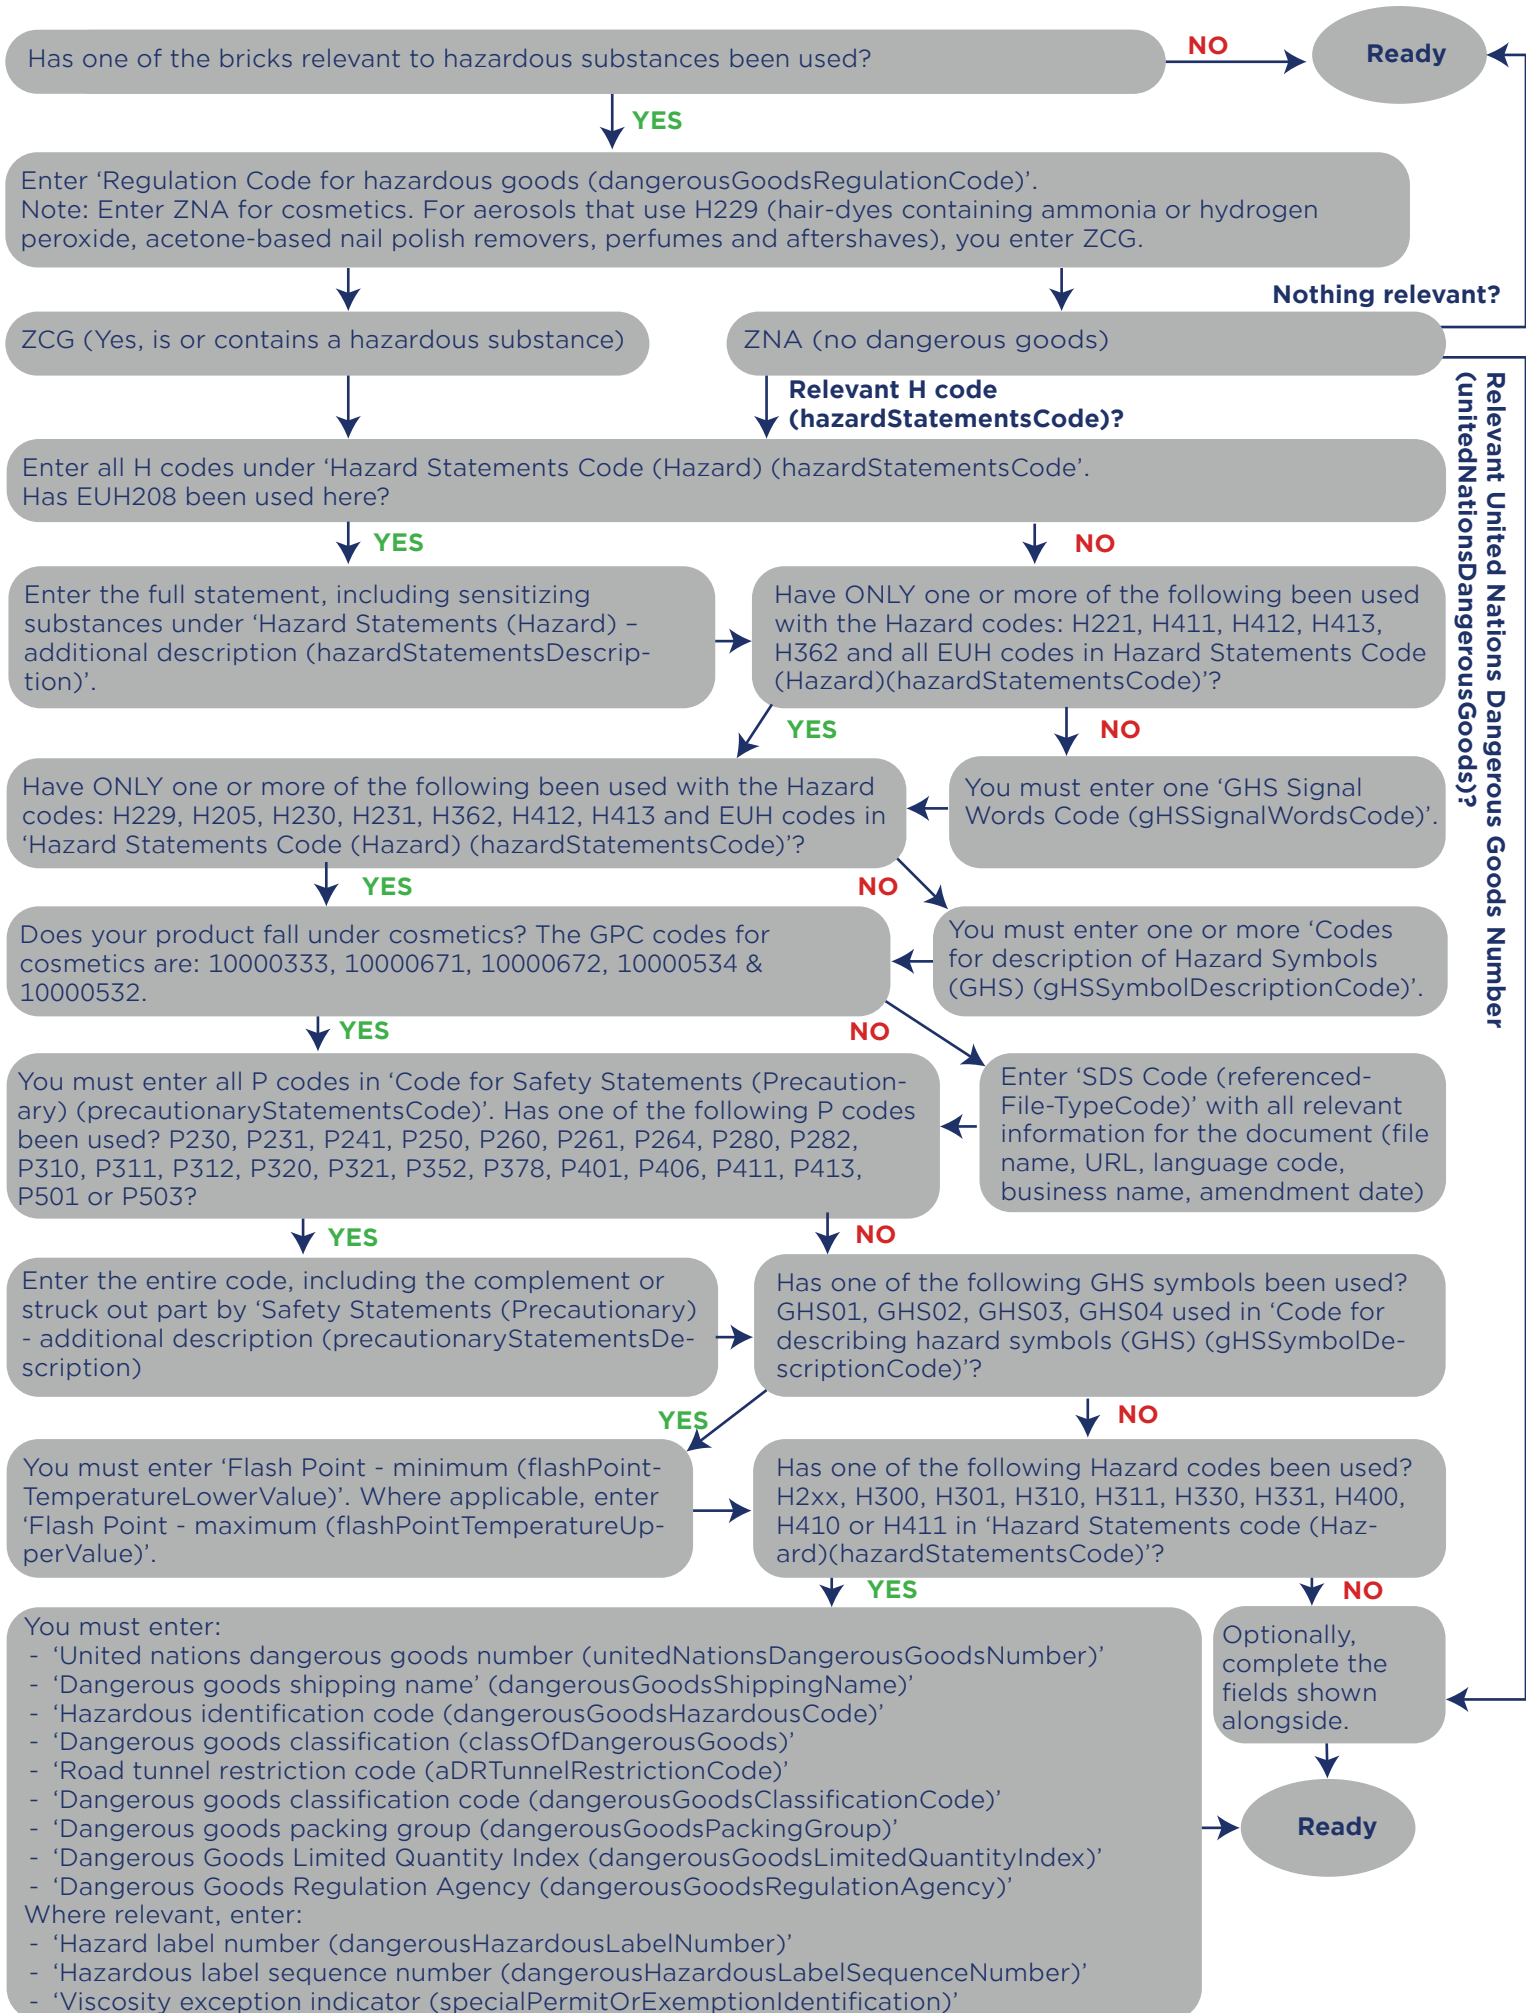 Has one of the bricks relevant to hazardous substances been used?
NO
Ready
YES
Enter ‘Regulation Code for hazardous goods (dangerousGoodsRegulationCode)’.
Note: Enter ZNA for cosmetics. For aerosols that use H229 (hair-dyes containing ammonia or hydrogen
peroxide, acetone-based nail polish removers, perfumes and aftershaves), you enter ZCG.
Nothing relevant?
ZCG (Yes, is or contains a hazardous substance)
ZNA (no dangerous goods)
Relevant H code
(hazardStatementsCode)?
Relevant United Nations Dangerous Goods Number
(unitedNationsDangerousGoods)?
Enter all H codes under ‘Hazard Statements Code (Hazard) (hazardStatementsCode’.
Has EUH208 been used here?
YES
NO
Enter the full statement, including sensitizing
substances under ‘Hazard Statements (Hazard) –
additional description (hazardStatementsDescrip-
tion)’.
Have ONLY one or more of the following been used
with the Hazard codes: H221, H411, H412, H413,
H362 and all EUH codes in Hazard Statements Code
(Hazard)(hazardStatementsCode)’?
YES
NO
Have ONLY one or more of the following been used with the Hazard
codes: H229, H205, H230, H231, H362, H412, H413 and EUH codes in
‘Hazard Statements Code (Hazard) (hazardStatementsCode)’?
You must enter one ‘GHS Signal
Words Code (gHSSignalWordsCode)’.
YES
NO
Does your product fall under cosmetics? The GPC codes for
cosmetics are: 10000333, 10000671, 10000672, 10000534 &
10000532.
You must enter one or more ‘Codes
for description of Hazard Symbols
(GHS) (gHSSymbolDescriptionCode)’.
YES
NO
You must enter all P codes in ‘Code for Safety Statements (Precaution-
ary) (precautionaryStatementsCode)’. Has one of the following P codes
been used? P230, P231, P241, P250, P260, P261, P264, P280, P282,
P310, P311, P312, P320, P321, P352, P378, P401, P406, P411, P413,
P501 or P503?
Enter ‘SDS Code (referenced-
File-TypeCode)’ with all relevant
information for the document (file
name, URL, language code,
business name, amendment date)
YES
NO
Enter the entire code, including the complement or
struck out part by ‘Safety Statements (Precautionary)
- additional description (precautionaryStatementsDe-
scription)
Has one of the following GHS symbols been used?
GHS01, GHS02, GHS03, GHS04 used in ‘Code for
describing hazard symbols (GHS) (gHSSymbolDe-
scriptionCode)’?
YES
NO
You must enter ‘Flash Point - minimum (flashPoint-
TemperatureLowerValue)’. Where applicable, enter
‘Flash Point - maximum (flashPointTemperatureUp-
perValue)’.
Has one of the following Hazard codes been used?
H2xx, H300, H301, H310, H311, H330, H331, H400,
H410 or H411 in ‘Hazard Statements code (Haz-
ard)(hazardStatementsCode)’?
YES
NO
You must enter:
- ‘United nations dangerous goods number (unitedNationsDangerousGoodsNumber)’
- ‘Dangerous goods shipping name’ (dangerousGoodsShippingName)’
- ‘Hazardous identification code (dangerousGoodsHazardousCode)’
- ‘Dangerous goods classification (classOfDangerousGoods)’
- ‘Road tunnel restriction code (aDRTunnelRestrictionCode)’
- ‘Dangerous goods classification code (dangerousGoodsClassificationCode)’
- ‘Dangerous goods packing group (dangerousGoodsPackingGroup)’
- ‘Dangerous Goods Limited Quantity Index (dangerousGoodsLimitedQuantityIndex)’
- ‘Dangerous Goods Regulation Agency (dangerousGoodsRegulationAgency)’
Where relevant, enter:
- ‘Hazard label number (dangerousHazardousLabelNumber)’
- ‘Hazardous label sequence number (dangerousHazardousLabelSequenceNumber)’
- ‘Viscosity exception indicator (specialPermitOrExemptionIdentification)’
Optionally,
complete the
fields shown
alongside.
Ready